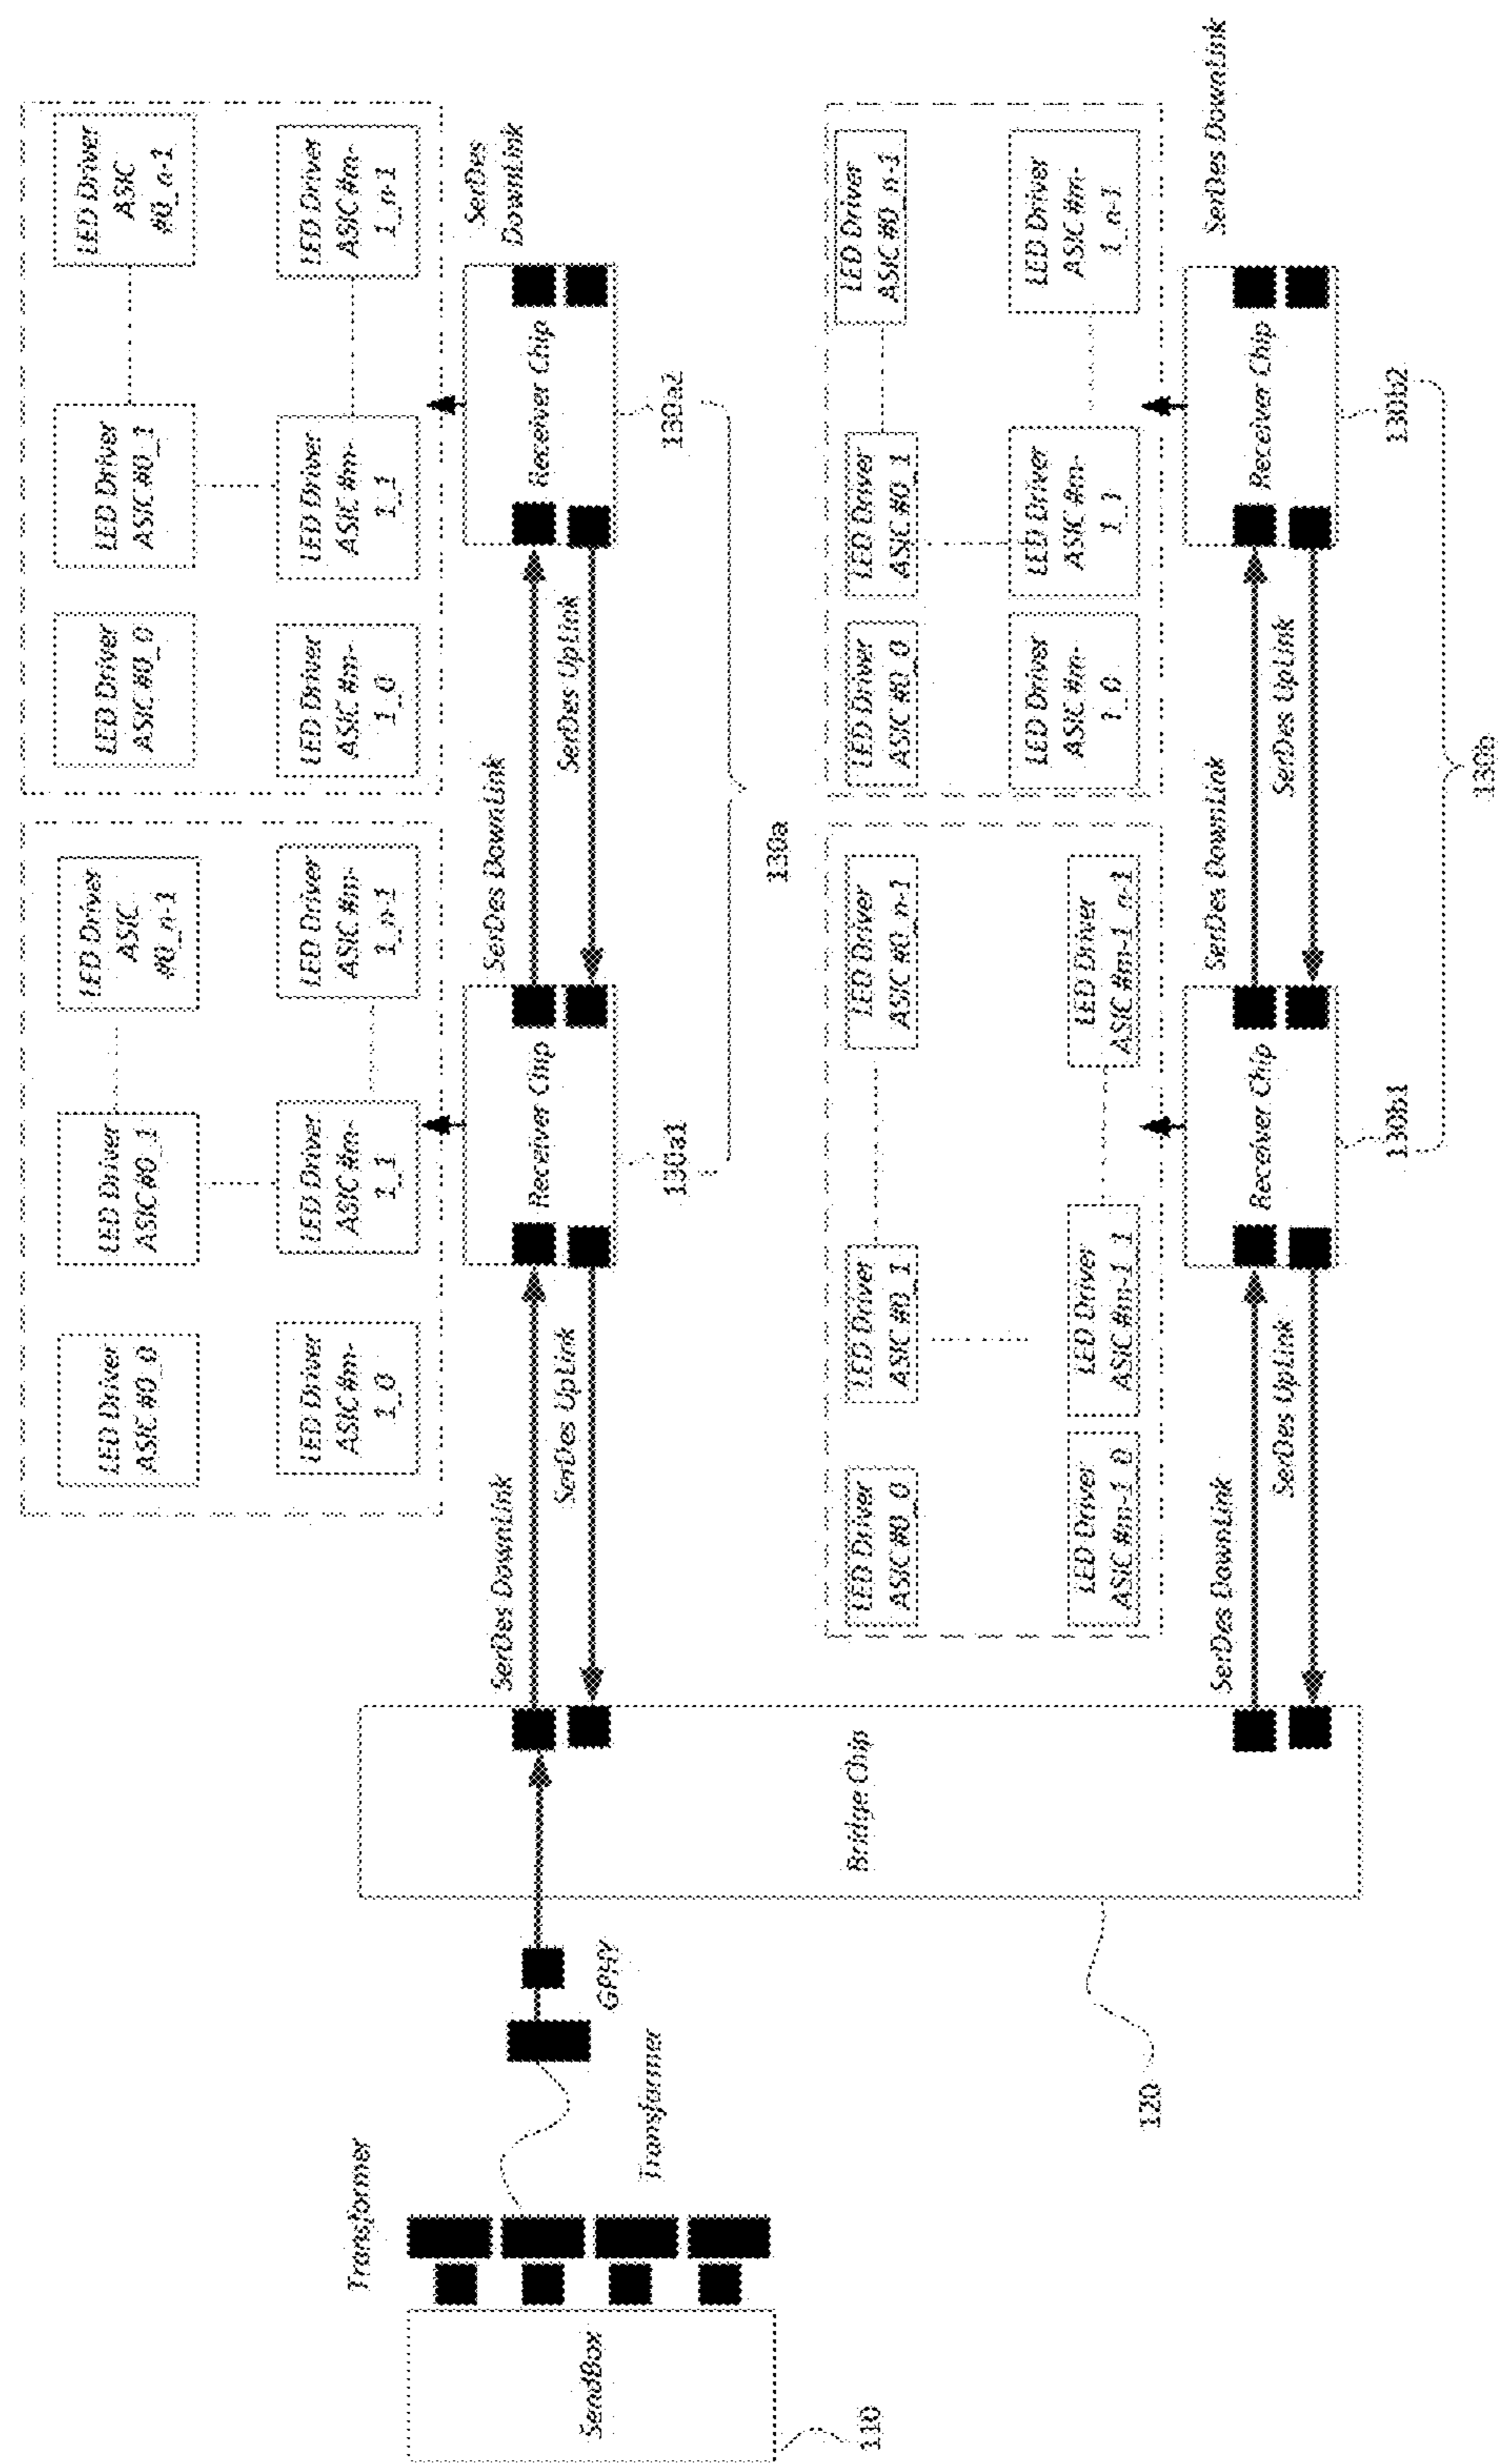 LED Driver
ASIC #0_0
LED Driver
ASIC #0_1
LED Driver
ASIC
#0_n-1
LED Driver
ASIC #m-
1_0
LED Driver
ASIC #m-
1_1
LED Driver
ASIC #m-
1_n-1
LED Driver
ASIC #0_0
LED Driver
ASIC #0_1
LED Driver
ASIC
#0_n-1
LED Driver
ASIC #m-
1_0
LED Driver
ASIC #m-
1_1
LED Driver
ASIC #m-
1_n-1
Transformer
SerDes DownLink
SerDes DownLink
SerDes
DownLink
Receiver Chip
Receiver Chip
SerDes UpLink
SerDes UpLink
SendBox
Transformer
GPHY
130a1
130a2
130a
110
120
Bridge Chip
LED Driver
ASIC #0_0
LED Driver
ASIC #0_1
LED Driver
ASIC #0_n-1
LED Driver
ASIC #m-1_0
LED Driver
ASIC #m-1_1
LED Driver
ASIC #m-1_n-1
LED Driver
ASIC #0_0
LED Driver
ASIC #0_1
LED Driver
ASIC #0_n-1
LED Driver
ASIC #m-
1_0
LED Driver
ASIC #m-
1_1
LED Driver
ASIC #m-
1_n-1
SerDes DownLink
SerDes DownLink
SerDes DownLink
Receiver Chip
Receiver Chip
SerDes UpLink
SerDes UpLink
130b1
130b2
130b